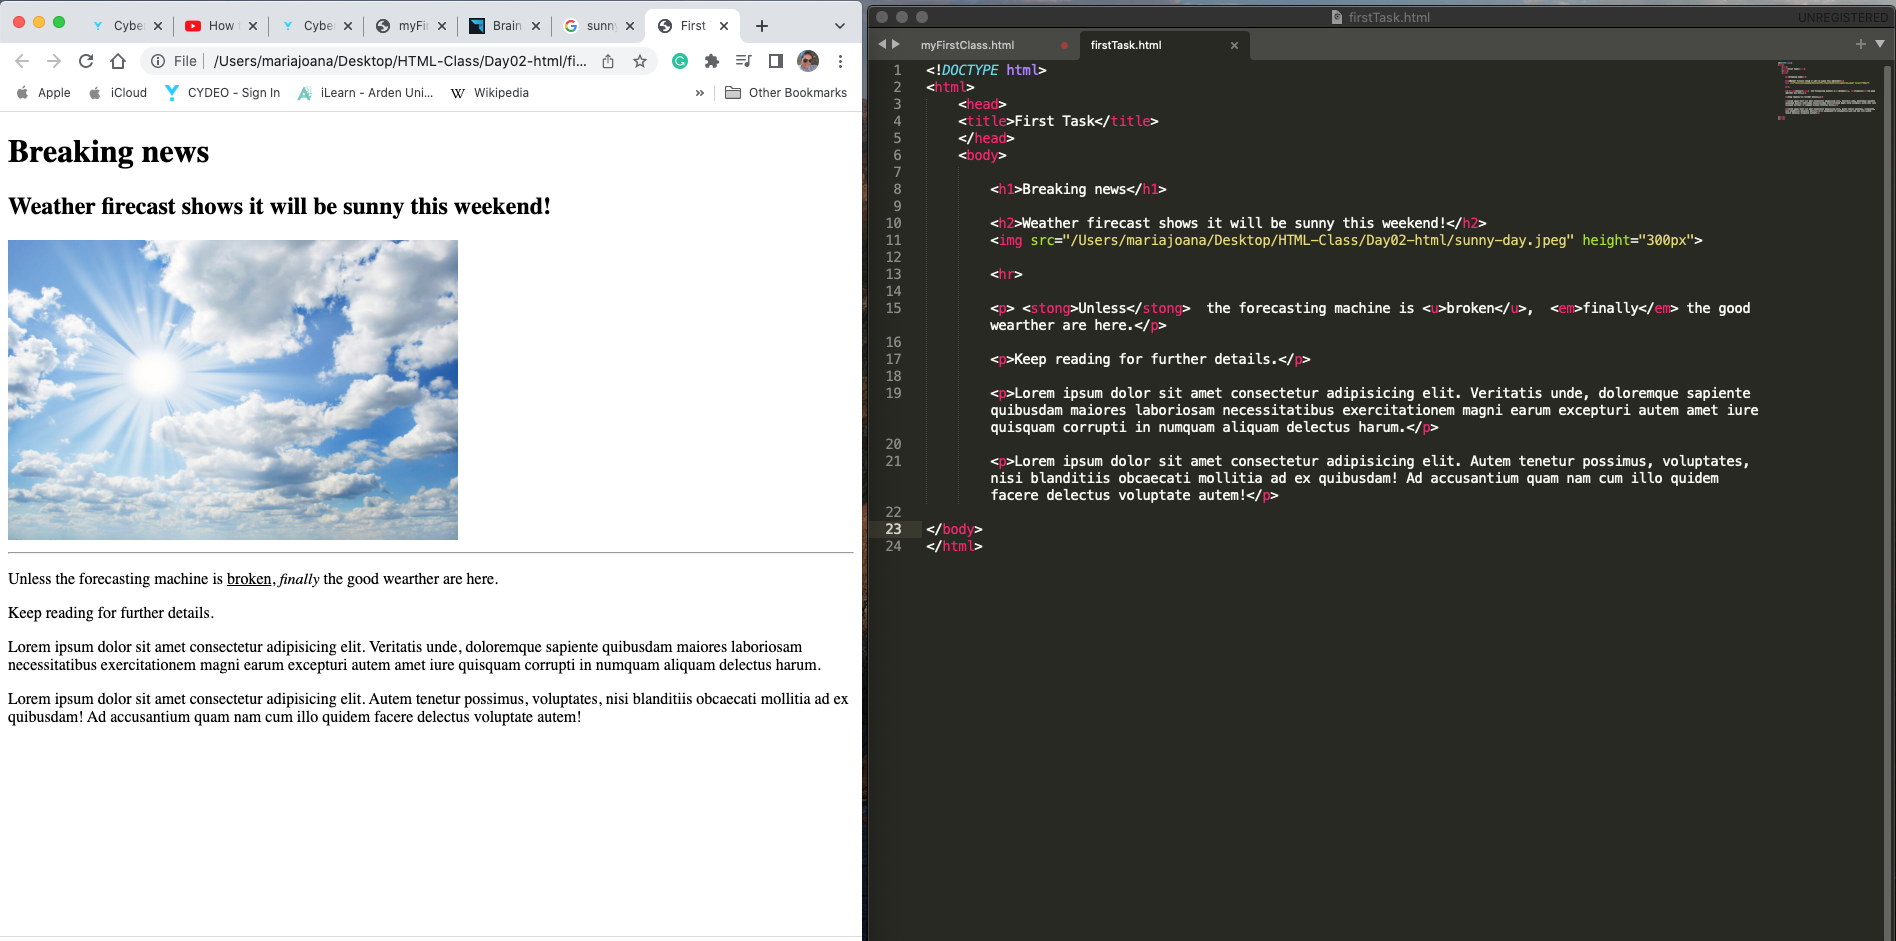 Cybe
How t
Cyber
myFir
Brain
sunny
First
File
/Users/mariajoana/Desktop/HTML-Class/Day02-html/fi...
Apple
iCloud
CYDEO - Sign In
iLearn - Arden Uni...
Wikipedia
»
Other Bookmarks
Breaking news
Weather firecast shows it will be sunny this weekend!
Unless the forecasting machine is broken, finally the good wearther are here.
Keep reading for further details.
Lorem ipsum dolor sit amet consectetur adipisicing elit. Veritatis unde, doloremque sapiente quibusdam maiores laboriosam
necessitatibus exercitationem magni earum excepturi autem amet iure quisquam corrupti in numquam aliquam delectus harum.
Lorem ipsum dolor sit amet consectetur adipisicing elit. Autem tenetur possimus, voluptates, nisi blanditiis obcaecati mollitia ad ex
quibusdam! Ad accusantium quam nam cum illo quidem facere delectus voluptate autem!
firstTask.html
UNREGISTERED
myFirstClass.html
firstTask.html
1 <!DOCTYPE html>
2 <html>
3 <head>
4 <title>First Task</title>
5 </head>
6 <body>
7
8 <h1>Breaking news</h1>
9
10 <h2>Weather firecast shows it will be sunny this weekend!</h2>
11 <img src="/Users/mariajoana/Desktop/HTML-Class/Day02-html/sunny-day.jpeg" height="300px">
12
13 <hr>
14
15 <p> <stong>Unless</stong>  the forecasting machine is <u>broken</u>,  <em>finally</em> the good
wearther are here.</p>
16
17 <p>Keep reading for further details.</p>
18
19 <p>Lorem ipsum dolor sit amet consectetur adipisicing elit. Veritatis unde, doloremque sapiente
quibusdam maiores laboriosam necessitatibus exercitationem magni earum excepturi autem amet iure
quisquam corrupti in numquam aliquam delectus harum.</p>
20
21 <p>Lorem ipsum dolor sit amet consectetur adipisicing elit. Autem tenetur possimus, voluptates,
nisi blanditiis obcaecati mollitia ad ex quibusdam! Ad accusantium quam nam cum illo quidem
facere delectus voluptate autem!</p>
22
23 </body>
24 </html>